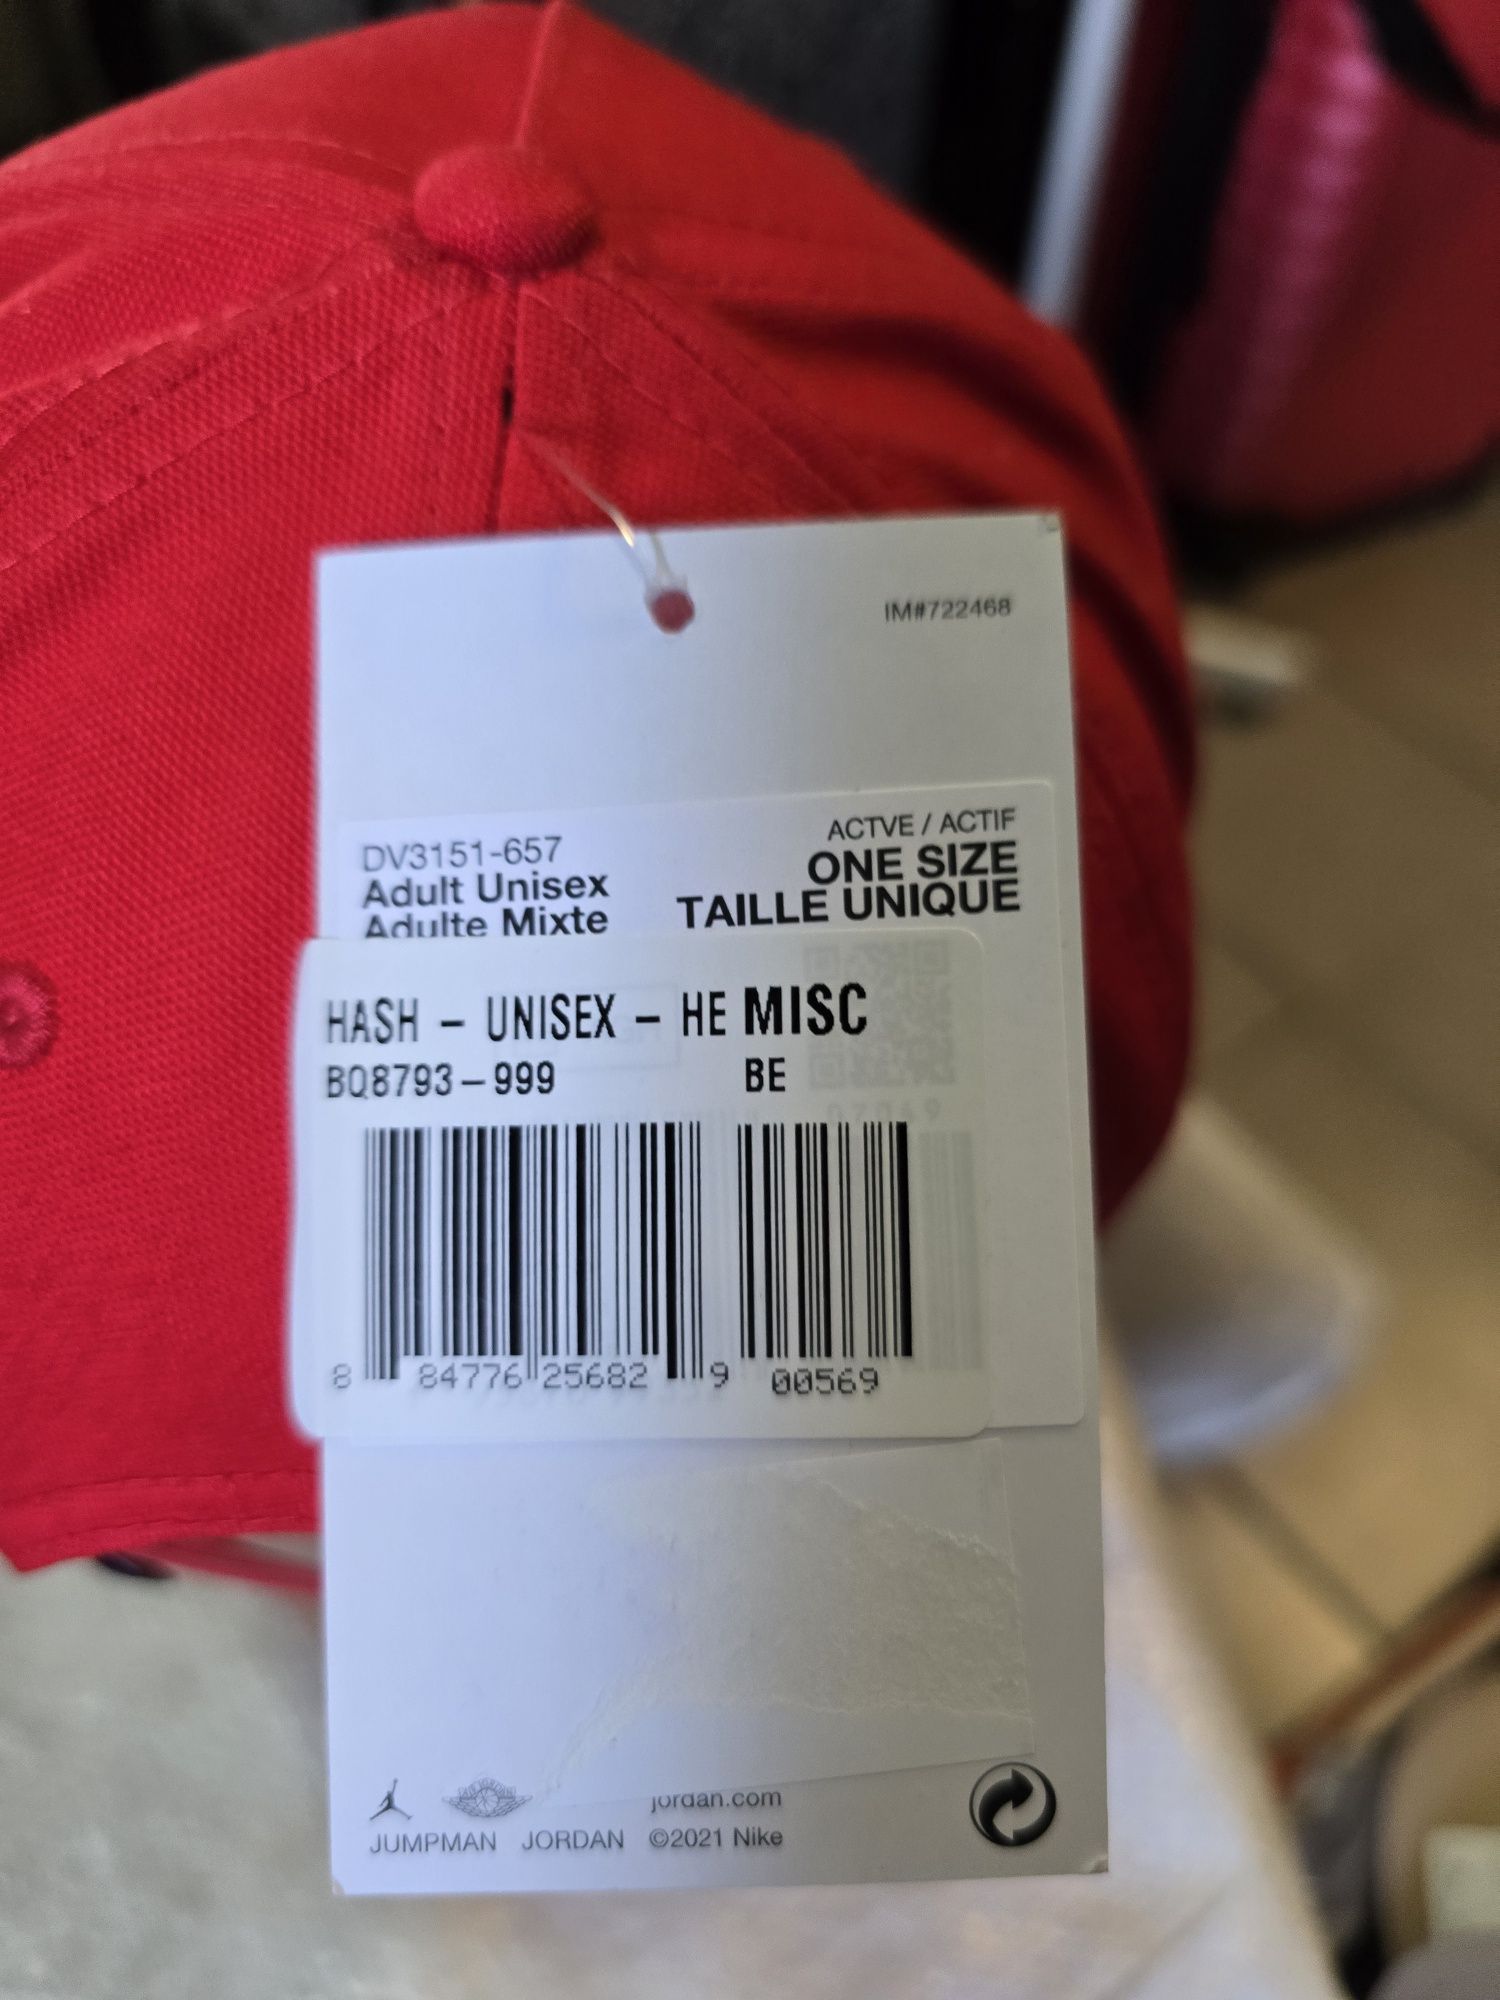 IM#722468
DV3151-657
Adult Unisex
Adulte Mixte
ACTVE / ACTIF
ONE SIZE
TAILLE UNIQUE
HASH - UNISEX - HE MISC
BQ8793-999 BE
8 84776 25682 9 00569
JUMPMAN
JORDAN
jordan.com
©2021 Nike